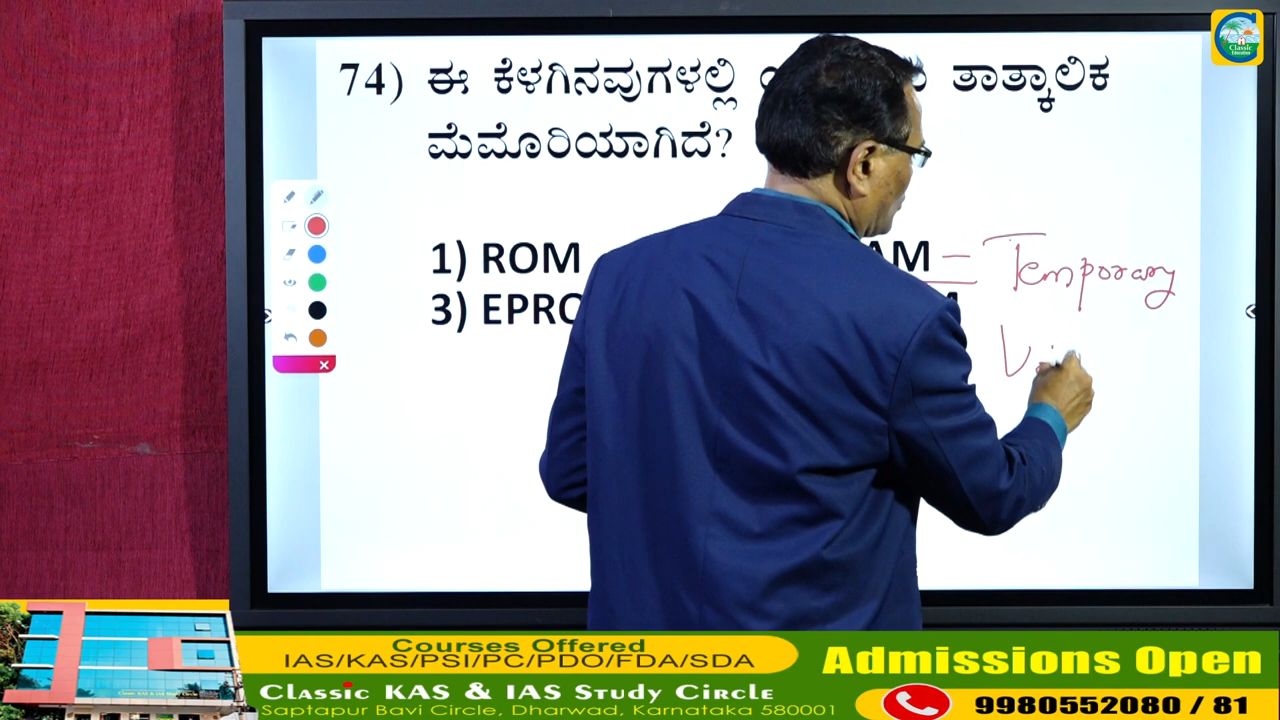 74) ಈ ಕೆಳಗಿನವುಗಳಲ್ಲಿ ತಾತ್ಕಾಲಿಕ
ಮೆಮೊರಿಯಾಗಿದೆ?
1) ROM AM – Temporary
3) EPRO
Classic
Education
Courses Offered
IAS/KAS/PSI/PC/PDO/FDA/SDA
Classic KAS & IAS Study Circle
Saptapur Bavi Circle, Dharwad, Karnataka 580001
Admissions Open
9980552080 / 81